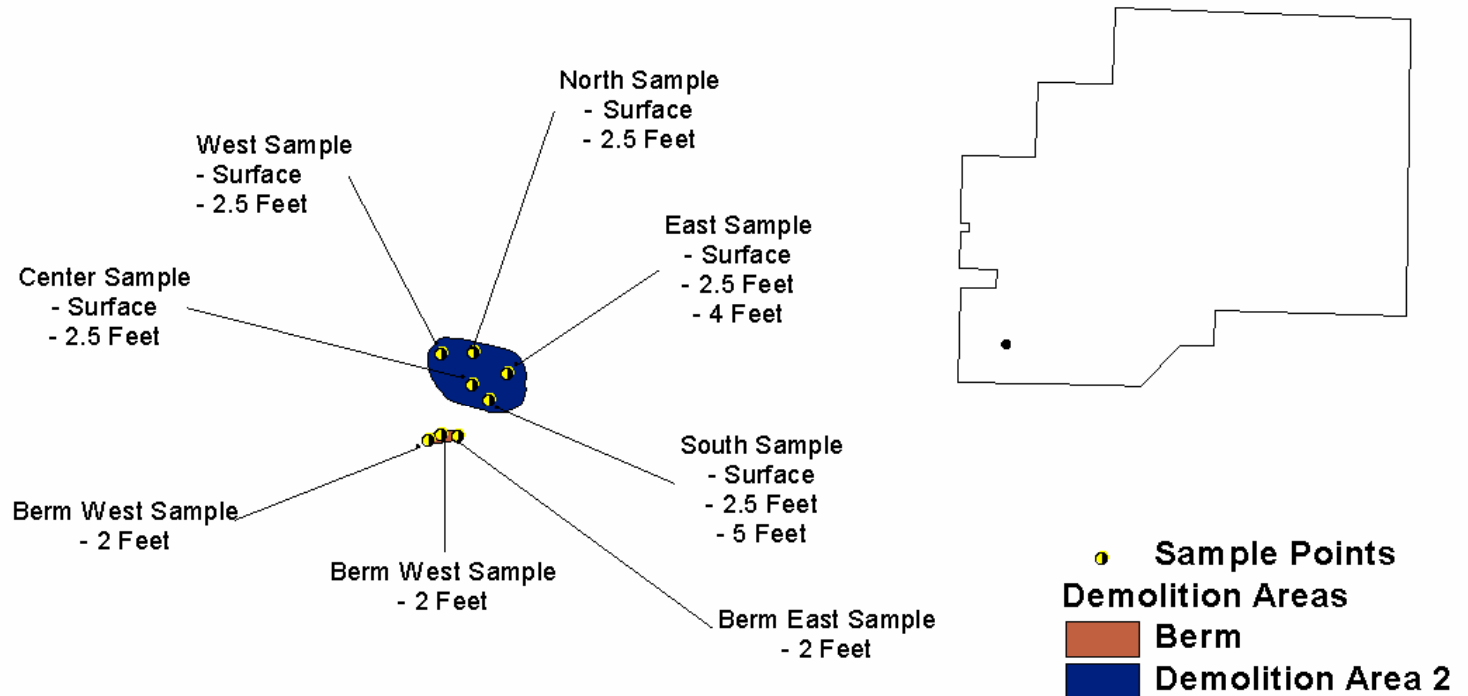 North Sample
- Surface
- 2.5 Feet
West Sample
- Surface
- 2.5 Feet
East Sample
- Surface
- 2.5 Feet
- 4 Feet
Center Sample
- Surface
- 2.5 Feet
South Sample
- Surface
- 2.5 Feet
- 5 Feet
Berm West Sample
- 2 Feet
Berm West Sample
- 2 Feet
Berm East Sample
- 2 Feet
Sample Points
Demolition Areas
Berm
Demolition Area 2